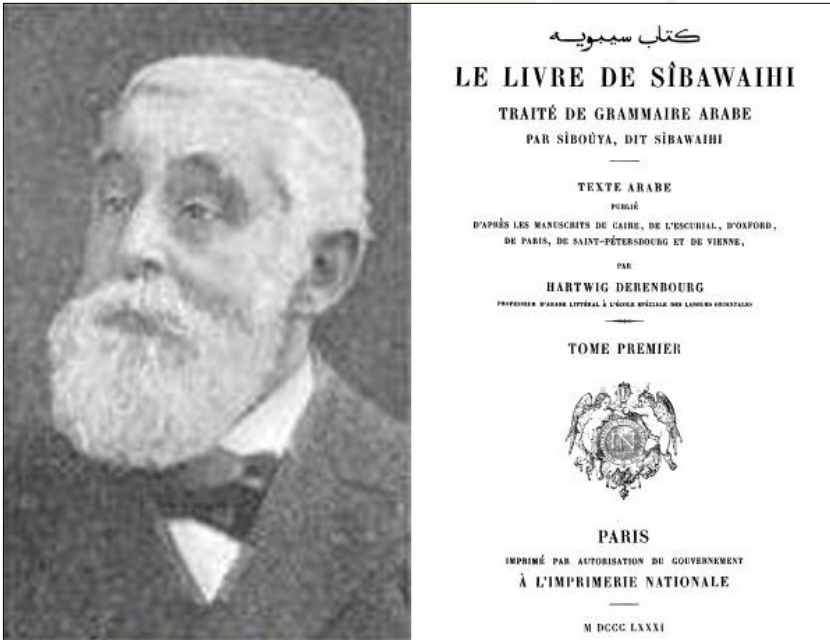 كتاب سيبويه
LE LIVRE DE SÎBAWAIHI
TRAITÉ DE GRAMMAIRE ARABE
PAR SÎBOÛYA, DIT SÎBAWAIHI
TEXTE ARABE
PUBLIÉ
D'APRÈS LES MANUSCRITS DU CAIRE, DE L'ESCURIAL, D'OXFORD,
DE PARIS, DE SAINT-PÉTERSBOURG ET DE VIENNE,
PAR
HARTWIG DERENBOURG
PROFESSEUR D'ARABE LITTÉRAL À L'ÉCOLE SPÉCIALE DES LANGUES ORIENTALES
TOME PREMIER
PARIS
IMPRIMÉ PAR AUTORISATION DU GOUVERNEMENT
À L'IMPRIMERIE NATIONALE
M DCCC LXXXI